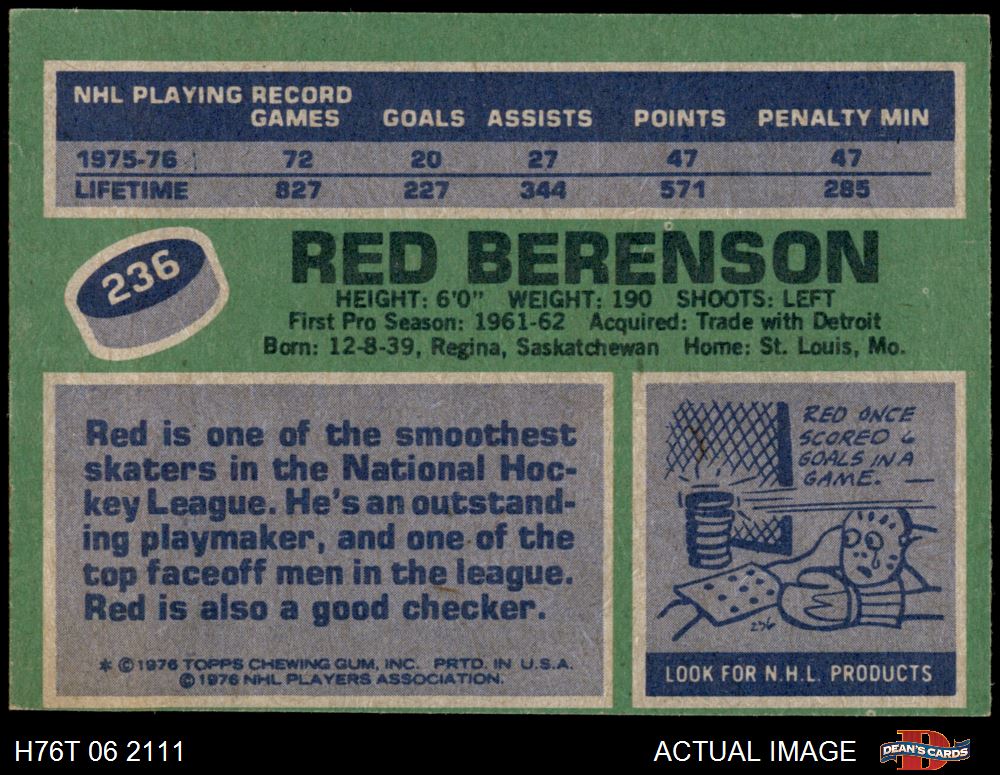 NHL PLAYING RECORD
GAMES GOALS ASSISTS POINTS PENALTY MIN
1975-76 72 20 27 47 47
LIFETIME 827 227 344 571 285
236
RED BERENSON
HEIGHT: 6'0" WEIGHT: 190 SHOOTS: LEFT
First Pro Season: 1961-62 Acquired: Trade with Detroit
Born: 12-8-39, Regina, Saskatchewan Home: St. Louis, Mo.
Red is one of the smoothest
skaters in the National Hoc-
key League. He's an outstand-
ing playmaker, and one of the
top faceoff men in the league.
Red is also a good checker.
* © 1976 TOPPS CHEWING GUM, INC. PRTD. IN U.S.A.
© 1976 NHL PLAYERS ASSOCIATION.
RED ONCE
SCORED 6
GOALS IN A
GAME.
236
LOOK FOR N.H.L. PRODUCTS
H76T 06 2111
ACTUAL IMAGE
D
DEAN'S CARDS